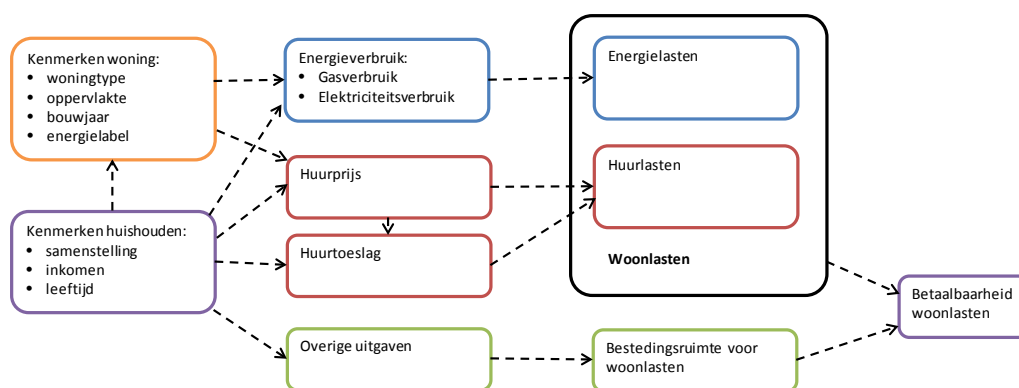 Kenmerken woning:
• woningtype
• oppervlakte
• bouwjaar
• energielabel
Energieverbruik:
• Gasverbruik
• Elektriciteitsverbruik
Energielasten
Huurprijs
Huurlasten
Kenmerken huishouden:
• samenstelling
• inkomen
• leeftijd
Huurtoeslag
Woonlasten
Betaalbaarheid
woonlasten
Overige uitgaven
Bestedingsruimte voor
woonlasten